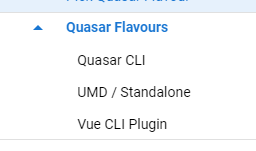 Quasar Flavours
Quasar CLI
UMD / Standalone
Vue CLI Plugin